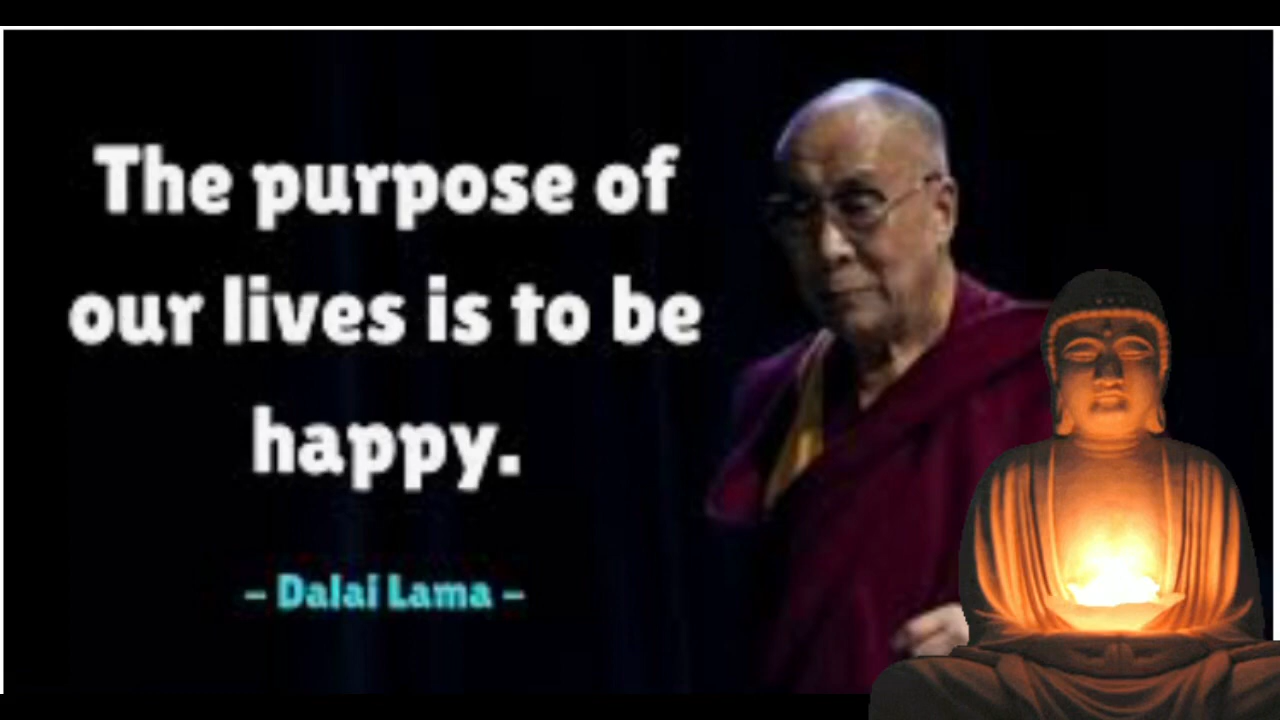 The purpose of
our lives is to be
happy.
– Dalai Lama –